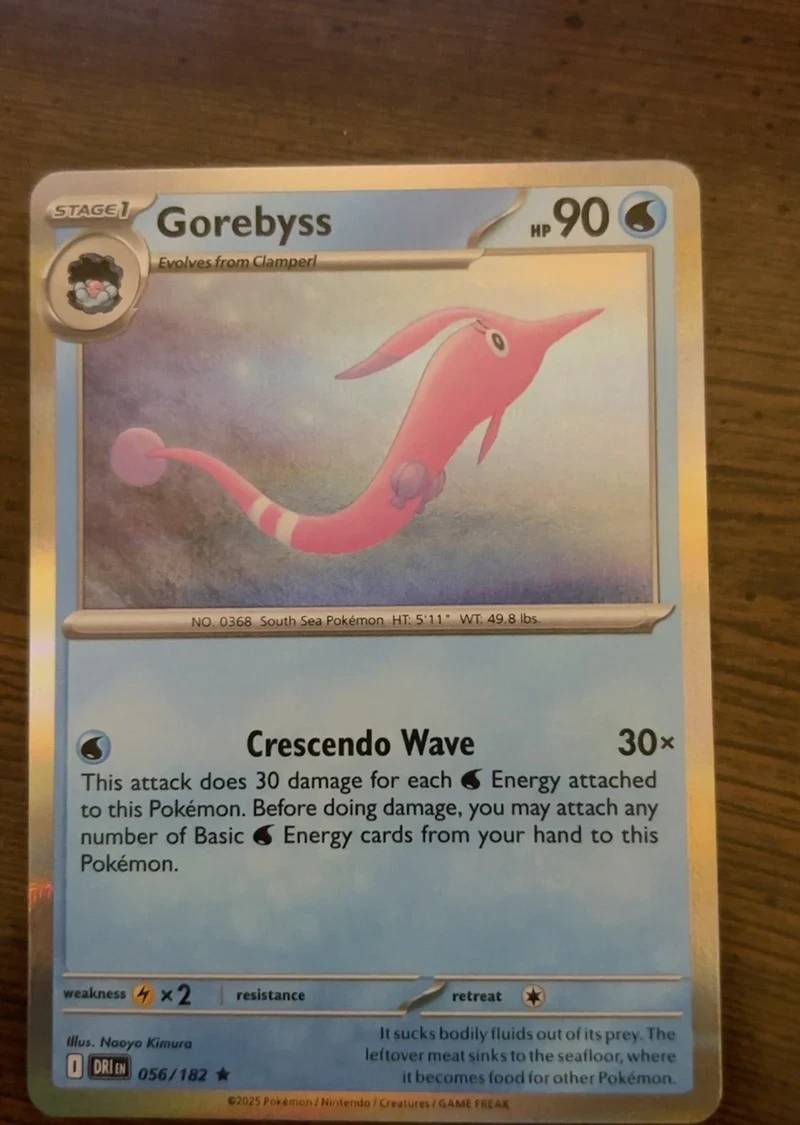 STAGE1
Gorebyss
HP 90
Evolves from Clamperl
NO. 0368 South Sea Pokémon HT: 5'11" WT: 49.8 lbs.
Crescendo Wave 30×
This attack does 30 damage for each Energy attached
to this Pokémon. Before doing damage, you may attach any
number of Basic Energy cards from your hand to this
Pokémon.
weakness ×2 resistance retreat
Illus. Naoyo Kimura
I DRI EN 056/182
It sucks bodily fluids out of its prey. The
leftover meat sinks to the seafloor, where
it becomes food for other Pokémon.
©2025 Pokémon / Nintendo / Creatures / GAME FREAK